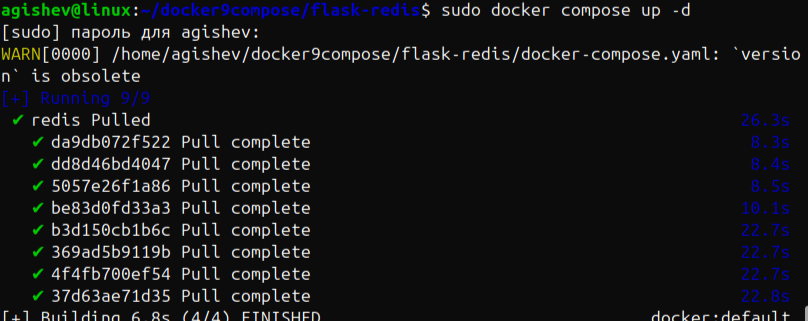 agishev@linux:~/docker9compose/flask-redis$ sudo docker compose up -d
[sudo] пароль для agishev:
WARN[0000] /home/agishev/docker9compose/flask-redis/docker-compose.yaml: `versio
n` is obsolete
[+] Running 9/9
✔ redis Pulled 26.3s
✔ da9db072f522 Pull complete 8.3s
✔ dd8d46bd4047 Pull complete 8.4s
✔ 5057e26f1a86 Pull complete 8.5s
✔ be83d0fd33a3 Pull complete 10.1s
✔ b3d150cb1b6c Pull complete 22.7s
✔ 369ad5b9119b Pull complete 22.7s
✔ 4f4fb700ef54 Pull complete 22.7s
✔ 37d63ae71d35 Pull complete 22.8s
[+] Building 6.8s (4/4) FINISHED docker:default